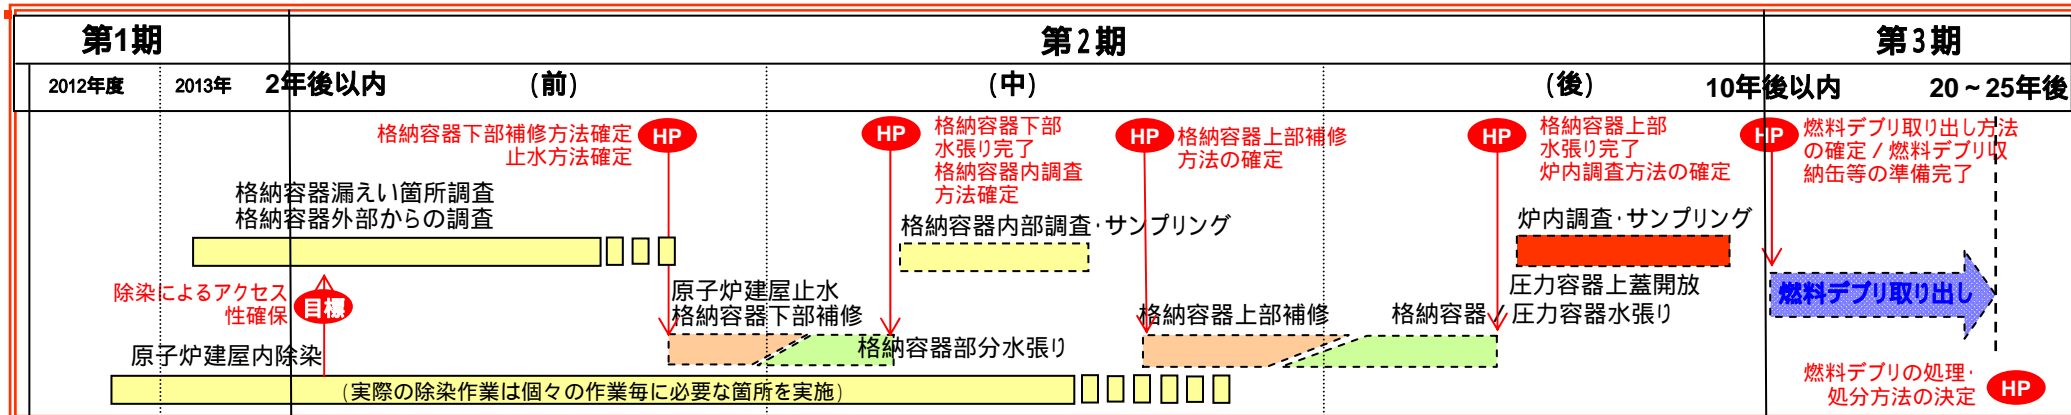 第1期
第2期
第3期
2012年度
2013年
2年後以内
(前)
(中)
(後)
10年後以内
20～25年後
格納容器下部補修方法確定
止水方法確定
HP
HP
格納容器下部
水張り完了
格納容器内調査
方法確定
HP
格納容器上部補修
方法の確定
HP
格納容器上部
水張り完了
炉内調査方法の確定
HP
燃料デブリ取り出し方法
の確定/燃料デブリ収
納缶等の準備完了
格納容器漏えい箇所調査
格納容器外部からの調査
格納容器内部調査・サンプリング
炉内調査・サンプリング
除染によるアクセス
性確保
目標
原子炉建屋止水
格納容器下部補修
格納容器部分水張り
格納容器上部補修
圧力容器上蓋開放
格納容器/圧力容器水張り
燃料デブリ取り出し
原子炉建屋内除染
(実際の除染作業は個々の作業毎に必要な箇所を実施)
燃料デブリの処理・
処分方法の決定
HP